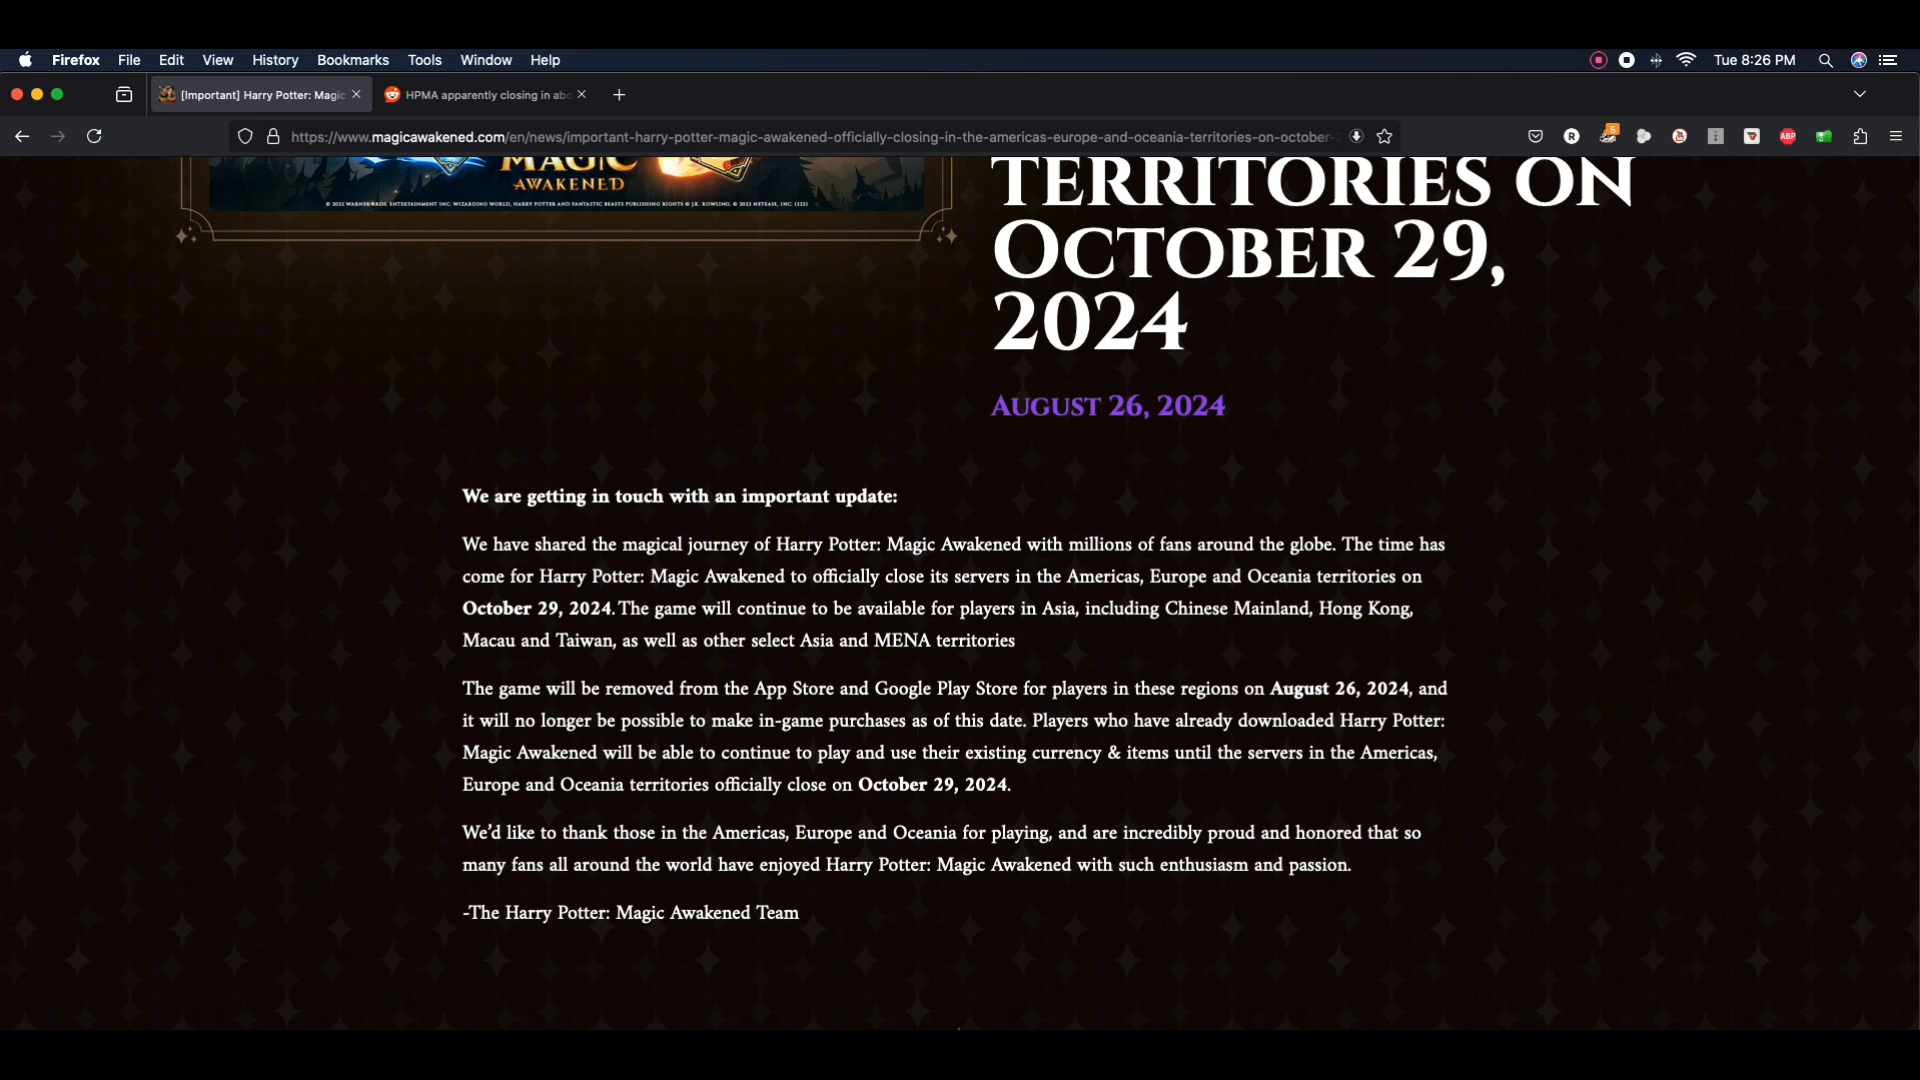 Firefox File Edit View History Bookmarks Tools Window Help Tue 8:26 PM
[Important] Harry Potter: Magic HPMA apparently closing in abo
https://www.magicawakened.com/en/news/important-harry-potter-magic-awakened-officially-closing-in-the-americas-europe-and-oceania-territories-on-october-
5
R
ABP
MAGIC
AWAKENED
© 2022 WARNER BROS. ENTERTAINMENT INC. WIZARDING WORLD, HARRY POTTER AND FANTASTIC BEASTS PUBLISHING RIGHTS © J.K. ROWLING. © 2022 NETEASE, INC. (S22)
TERRITORIES ON
OCTOBER 29,
2024
AUGUST 26, 2024
We are getting in touch with an important update:
We have shared the magical journey of Harry Potter: Magic Awakened with millions of fans around the globe. The time has
come for Harry Potter: Magic Awakened to officially close its servers in the Americas, Europe and Oceania territories on
October 29, 2024. The game will continue to be available for players in Asia, including Chinese Mainland, Hong Kong,
Macau and Taiwan, as well as other select Asia and MENA territories
The game will be removed from the App Store and Google Play Store for players in these regions on August 26, 2024, and
it will no longer be possible to make in-game purchases as of this date. Players who have already downloaded Harry Potter:
Magic Awakened will be able to continue to play and use their existing currency & items until the servers in the Americas,
Europe and Oceania territories officially close on October 29, 2024.
We'd like to thank those in the Americas, Europe and Oceania for playing, and are incredibly proud and honored that so
many fans all around the world have enjoyed Harry Potter: Magic Awakened with such enthusiasm and passion.
-The Harry Potter: Magic Awakened Team